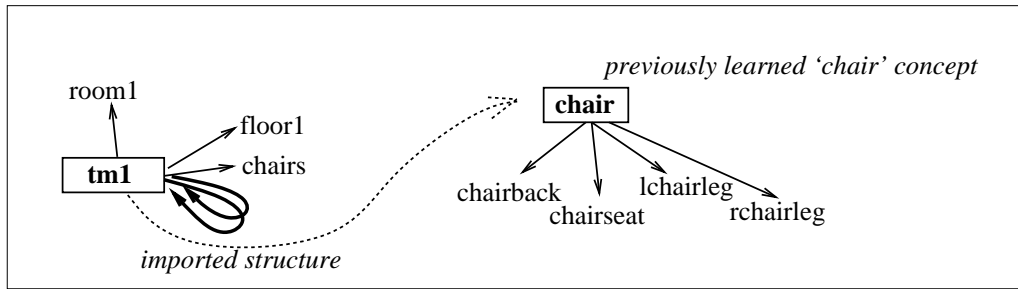 room1
floor1
tm1
chairs
imported structure
previously learned ‘chair’ concept
chair
chairback
chairseat
lchairleg
rchairleg